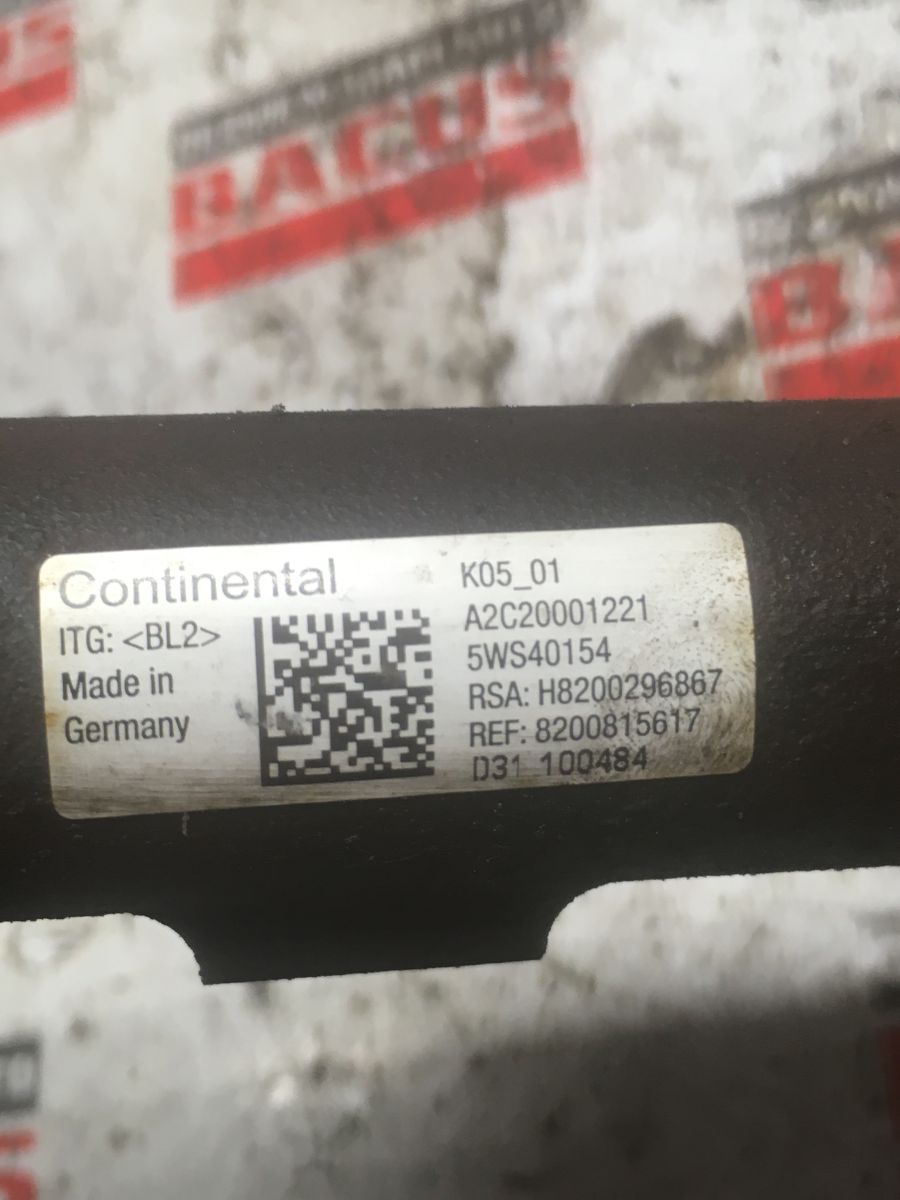 BACUS
Continental
ITG: <BL2>
Made in
Germany
K05_01
A2C20001221
5WS40154
RSA: H8200296867
REF: 8200815617
D31 100484